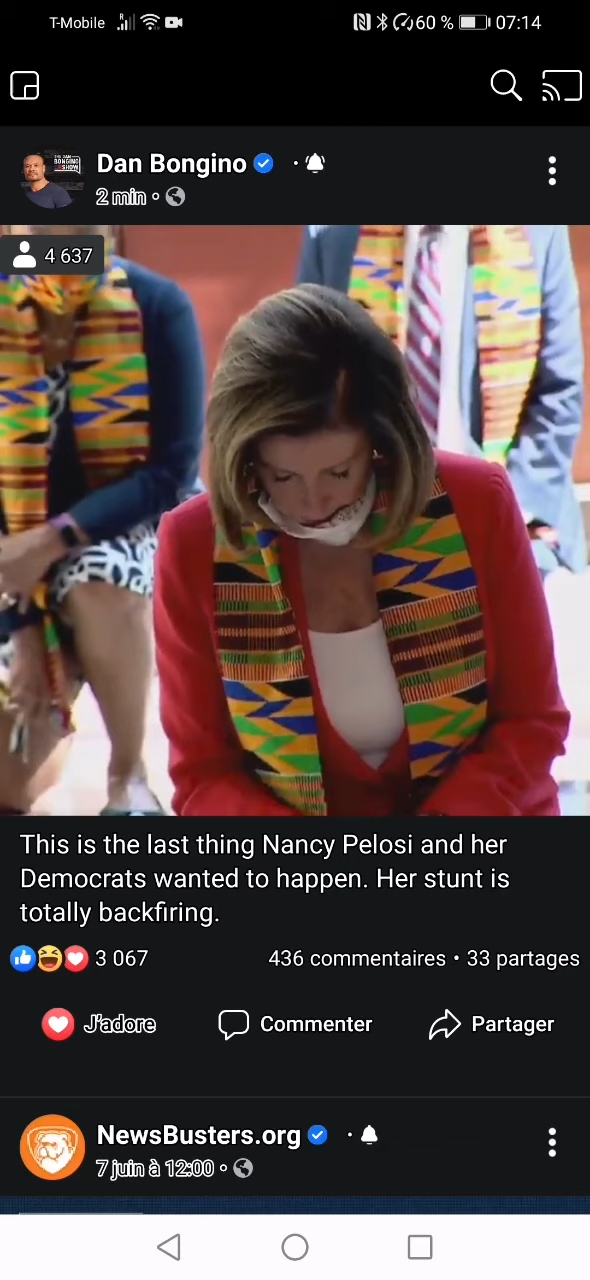 T-Mobile R 60 % 07:14
Dan Bongino
2 min
4 637
This is the last thing Nancy Pelosi and her
Democrats wanted to happen. Her stunt is
totally backfiring.
3 067 436 commentaires • 33 partages
J'adore Commenter Partager
NewsBusters.org
7 juin à 12:00